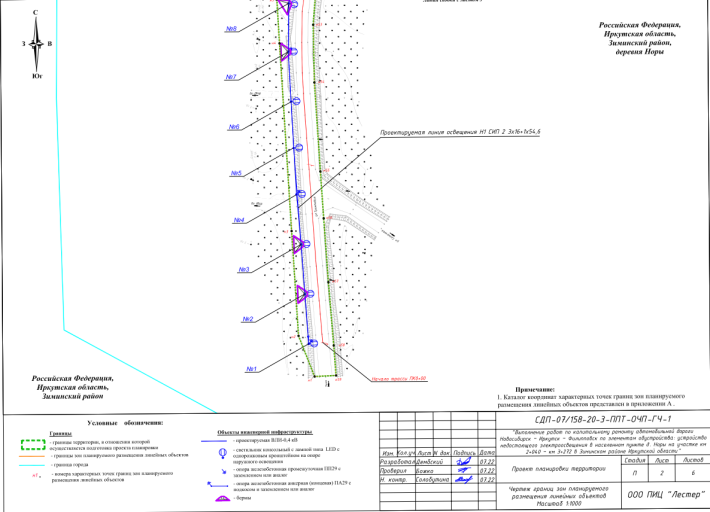 Российская Федерация,
Иркутская область,
Зиминский район,
деревня Норы
С
З
В
Юг
№8
№7
№6
№5
№4
№3
№2
№1
Проектируемая линия освещения Н1 СИП 2 3х16+1х54,6
Начало трассы ПК0+00
Российская Федерация,
Иркутская область,
Зиминский район
Примечание:
1. Каталог координат характерных точек границ зон планируемого
размещения линейных объектов представлен в приложении А .
Условные обозначения:
Границы
- границы территории, в отношении которой
осуществляется подготовка проекта планировки
- границы зон планируемого размещения линейных объектов
- граница города
- номера характерных точек границ зон планируемого
размещения линейных объектов
Объекты инженерной инфраструктуры
- проектируемая ВЛИ-0,4 кВ
- светильник консольный с лампой типа LED с
однорожковым кронштейном на опоре
наружного освещения
- опора железобетонная промежуточная ПН29 с
заземлением или аналог
- опора железобетонная анкерная (концевая) ПА29 с
подкосом и заземлением или аналог
- бермы
СДП-07/158-20-3-ППТ-ОЧП-ГЧ-1
"Выполнение работ по капитальному ремонту автомобильной дороги
Новосибирск - Иркутск - Филипповск по элементам обустройства: устройство
недостающего электроосвещения в населенном пункте д. Норы на участке км
2+040 - км 3+272 в Зиминском районе Иркутской области"
Изм. Кол.уч Лист № док. Подпись Дата
Разработал Дембский 03.22
Проверил Божко 03.22
Н. контр. Солобутина 03.22
Проект планировки территории
Стадия Лист Листов
П 2 6
Чертеж границ зон планируемого
размещения линейных объектов
Масштаб 1:1000
ООО ПИЦ "Лестер"